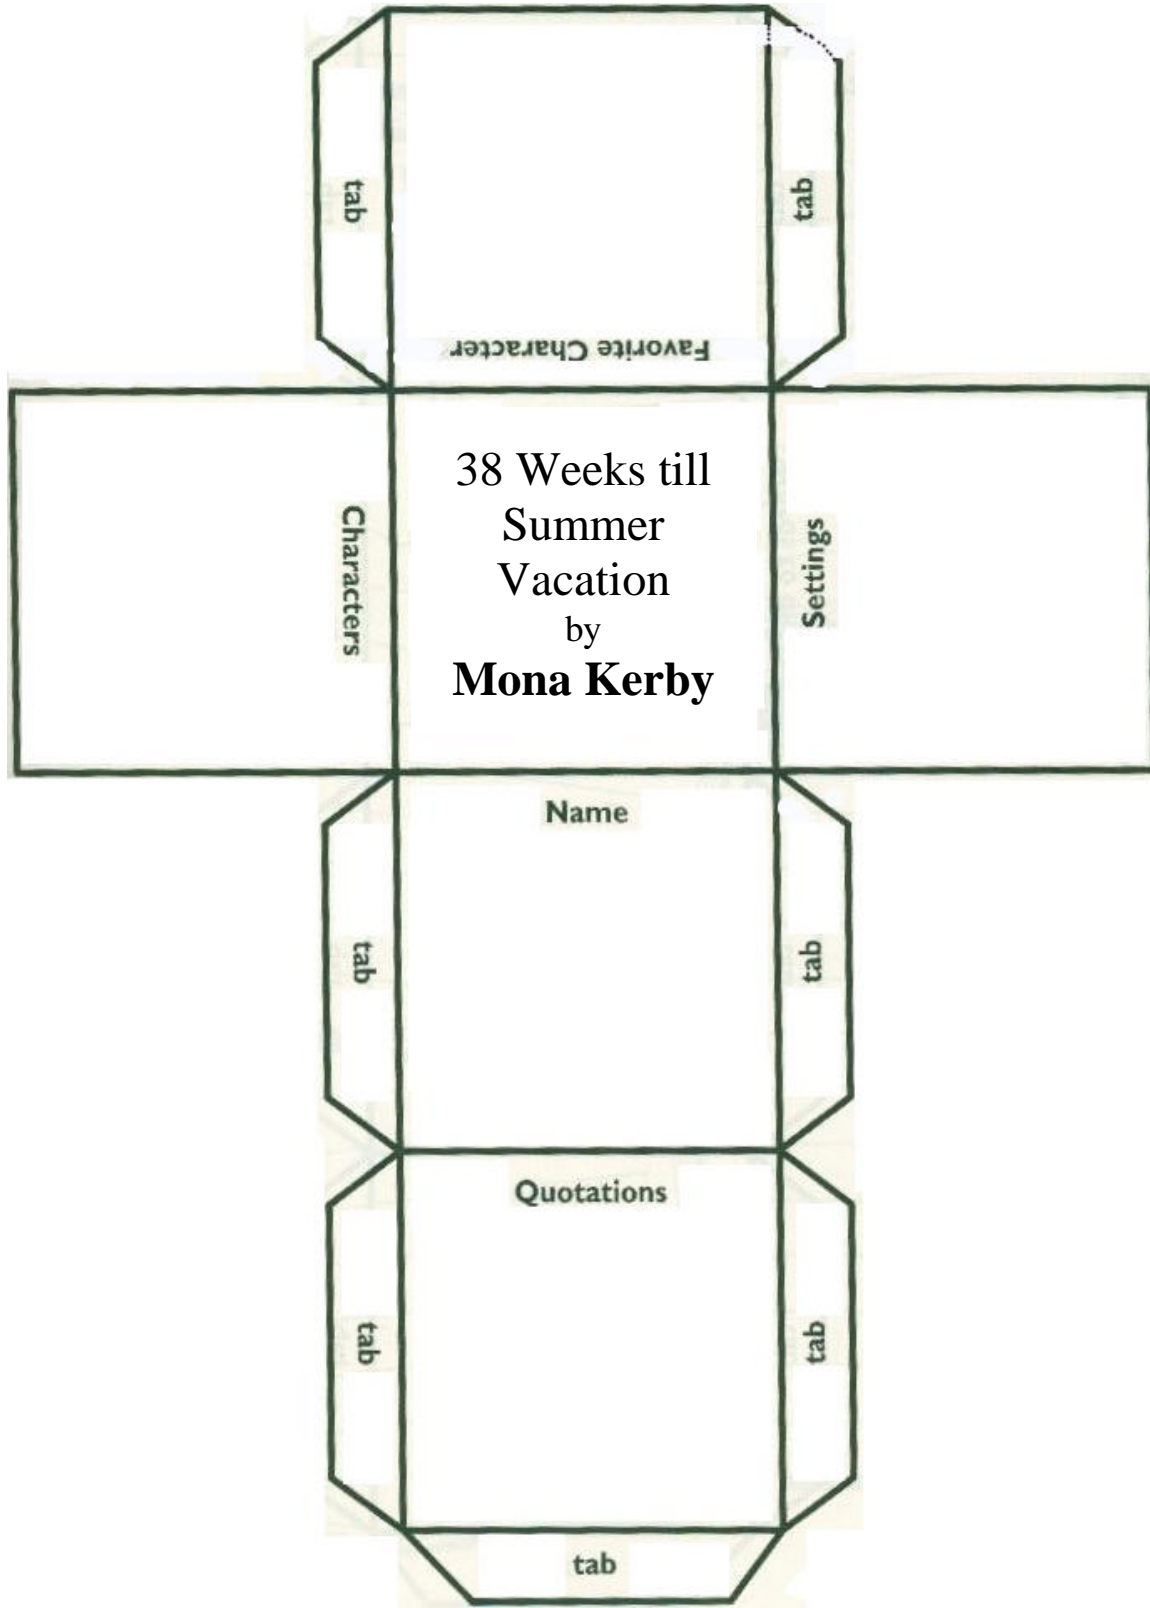 tab
tab
Favorite Character
38 Weeks till
Summer
Vacation
by
Mona Kerby
Characters
Settings
Name
tab
tab
Quotations
tab
tab
tab